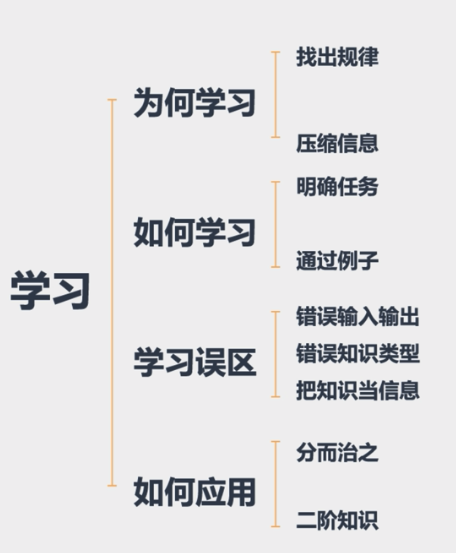 学习
为何学习
找出规律
压缩信息
如何学习
明确任务
通过例子
学习误区
错误输入输出
错误知识类型
把知识当信息
如何应用
分而治之
二阶知识